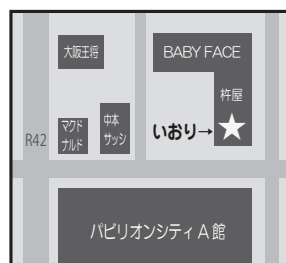 大阪王将
BABY FACE
杵屋
マクド
ナルド
中本
サッシ
いおり→
R42
パビリオンシティA館